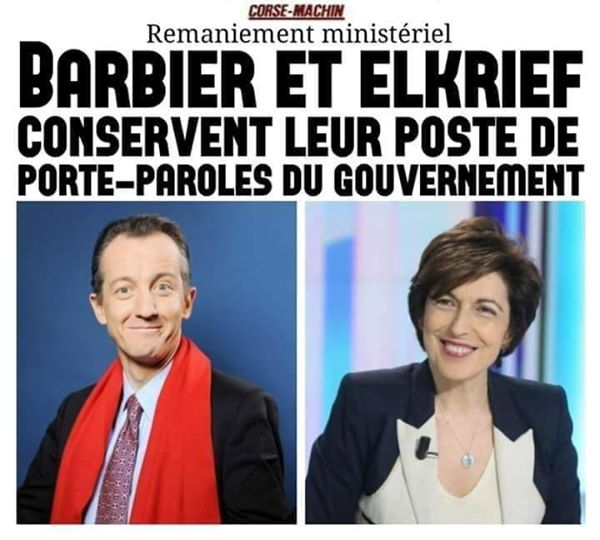 CORSE-MACHIN
Remaniement ministériel
BARBIER ET ELKRIEF
CONSERVENT LEUR POSTE DE
PORTE-PAROLES DU GOUVERNEMENT